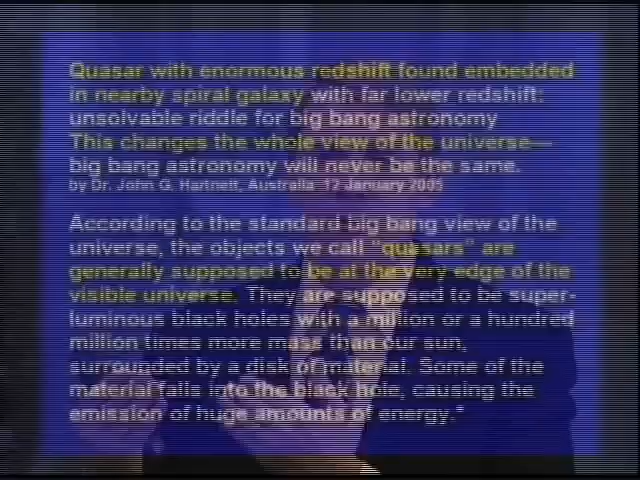 Quasar with enormous redshift found embedded
in nearby spiral galaxy with far lower redshift:
unsolvable riddle for big bang astronomy
This changes the whole view of the universe—
big bang astronomy will never be the same.
by Dr. John G. Hartnett, Australia 12 January 2005
According to the standard big bang view of the
universe, the objects we call "quasars" are
generally supposed to be at the very edge of the
visible universe. They are supposed to be super-
luminous black holes with a million or a hundred
million times more mass than our sun,
surrounded by a disk of material. Some of the
material falls into the black hole, causing the
emission of huge amounts of energy."